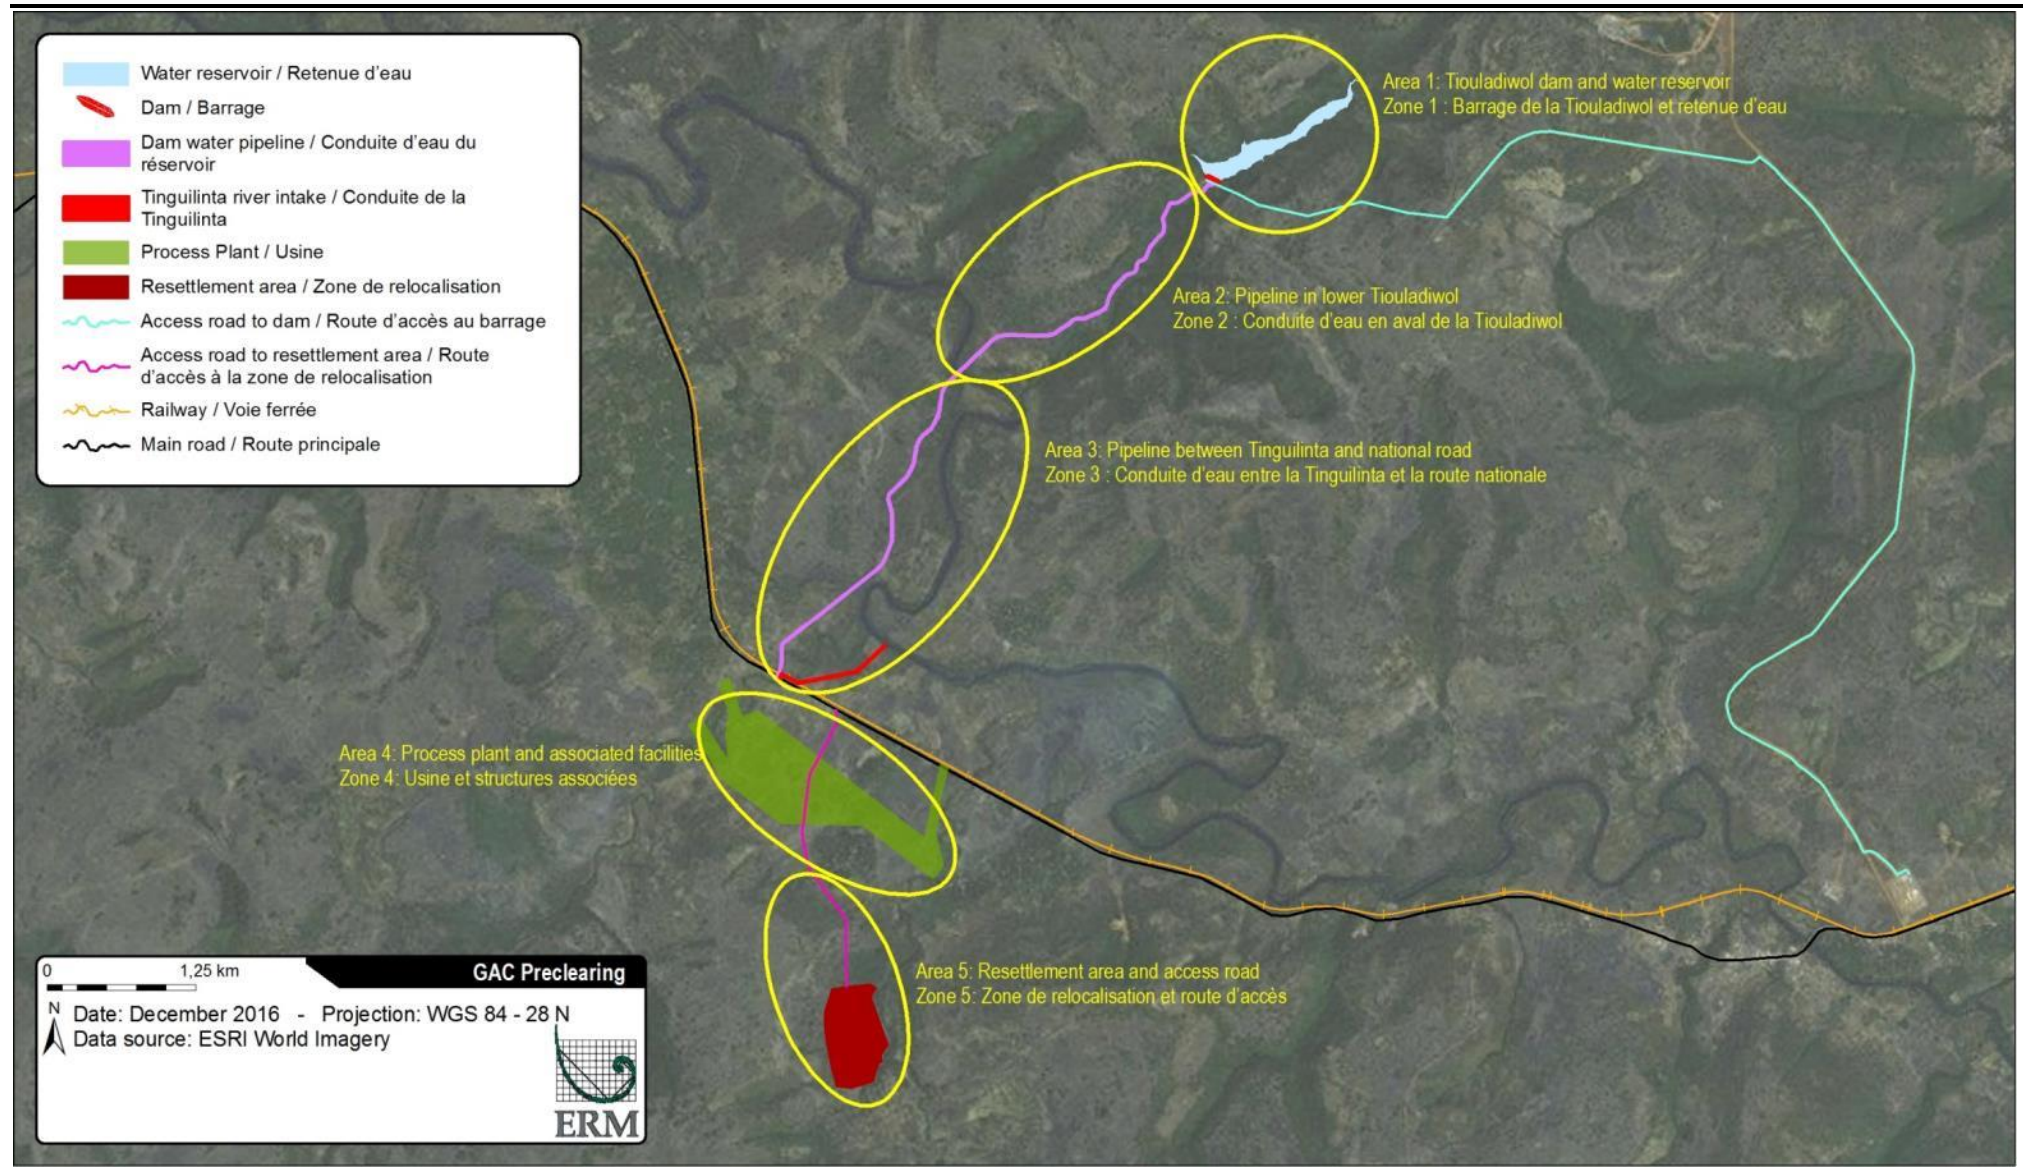 Water reservoir / Retenue d'eau
Dam / Barrage
Dam water pipeline / Conduite d'eau du
réservoir
Tinguilinta river intake / Conduite de la
Tinguilinta
Process Plant / Usine
Resettlement area / Zone de relocalisation
Access road to dam / Route d'accès au barrage
Access road to resettlement area / Route
d'accès à la zone de relocalisation
Railway / Voie ferrée
Main road / Route principale
Area 1: Tiouladiwol dam and water reservoir
Zone 1 : Barrage de la Tiouladiwol et retenue d'eau
Area 2: Pipeline in lower Tiouladiwol
Zone 2 : Conduite d'eau en aval de la Tiouladiwol
Area 3: Pipeline between Tinguilinta and national road
Zone 3 : Conduite d'eau entre la Tinguilinta et la route nationale
Area 4: Process plant and associated facilities
Zone 4: Usine et structures associées
Area 5: Resettlement area and access road
Zone 5: Zone de relocalisation et route d'accès
0 1,25 km
GAC Preclearing
N
Date: December 2016 - Projection: WGS 84 - 28 N
Data source: ESRI World Imagery
ERM